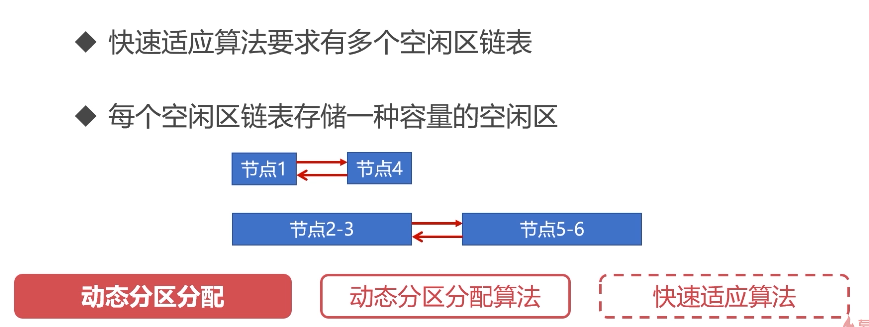 快速适应算法要求有多个空闲区链表
每个空闲区链表存储一种容量的空闲区
节点1 节点4
节点2-3 节点5-6
动态分区分配 动态分区分配算法 快速适应算法